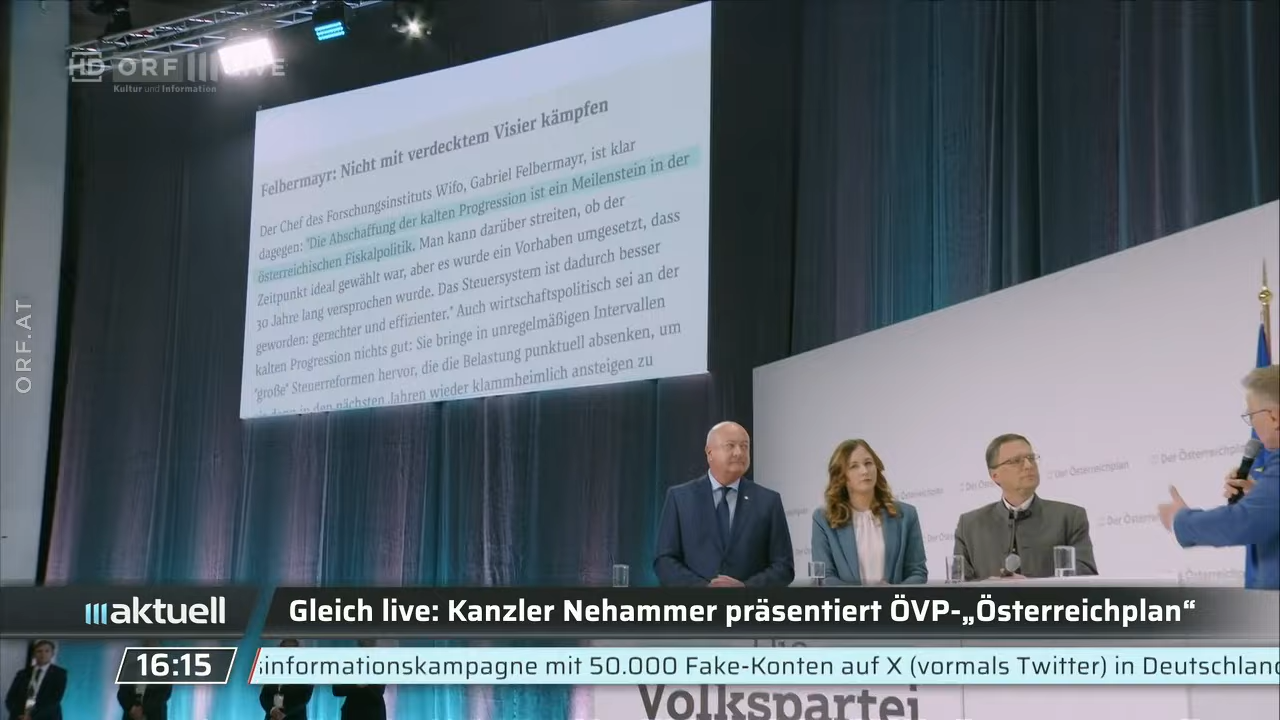 HD ORF III LIVE
Kultur und Information
ORF.AT
Felbermayr: Nicht mit verdecktem Visier kämpfen
Der Chef des Forschungsinstituts Wifo, Gabriel Felbermayr, ist klar
dagegen: "Die Abschaffung der kalten Progression ist ein Meilenstein in der
österreichischen Fiskalpolitik. Man kann darüber streiten, ob der
Zeitpunkt ideal gewählt war, aber es wurde ein Vorhaben umgesetzt, dass
30 Jahre lang versprochen wurde. Das Steuersystem ist dadurch besser
geworden: gerechter und effizienter." Auch wirtschaftspolitisch sei an der
kalten Progression nichts gut: Sie bringe in unregelmäßigen Intervallen
"große" Steuerreformen hervor, die die Belastung punktuell absenken, um
in den nächsten Jahren wieder klammheimlich ansteigen zu
Der Österreichplan
Der Österreichplan
aktuell
Gleich live: Kanzler Nehammer präsentiert ÖVP-„Österreichplan“
16:15
informationskampagne mit 50.000 Fake-Konten auf X (vormals Twitter) in Deutschland
Volkspartei